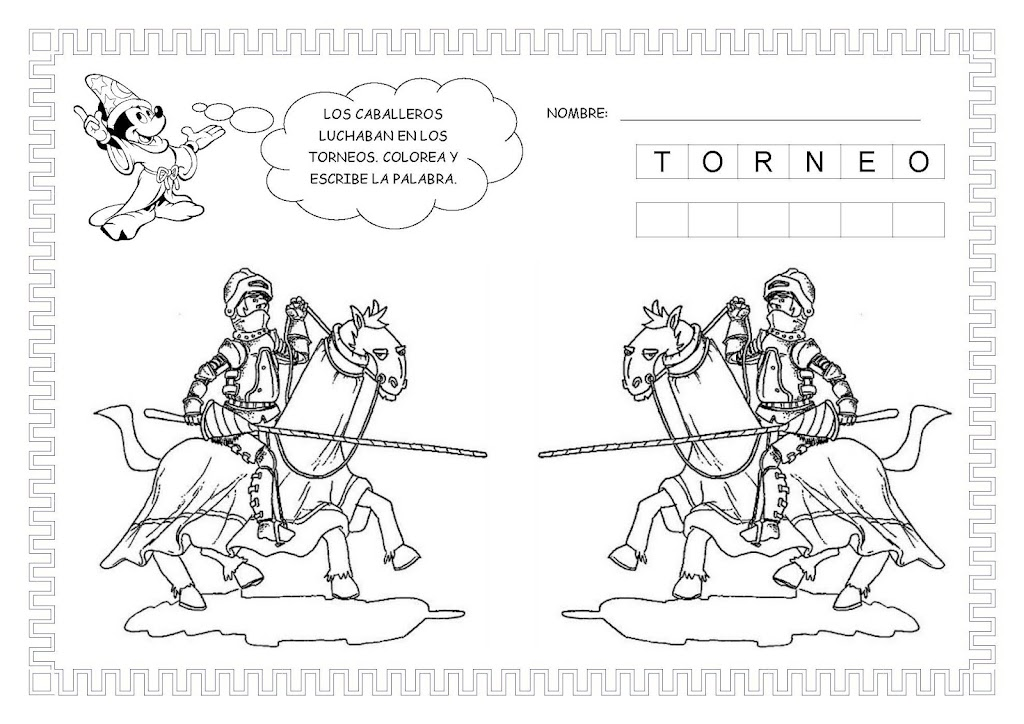 LOS CABALLEROS
LUCHABAN EN LOS
TORNEOS. COLOREA Y
ESCRIBE LA PALABRA.
NOMBRE:
T O R N E O